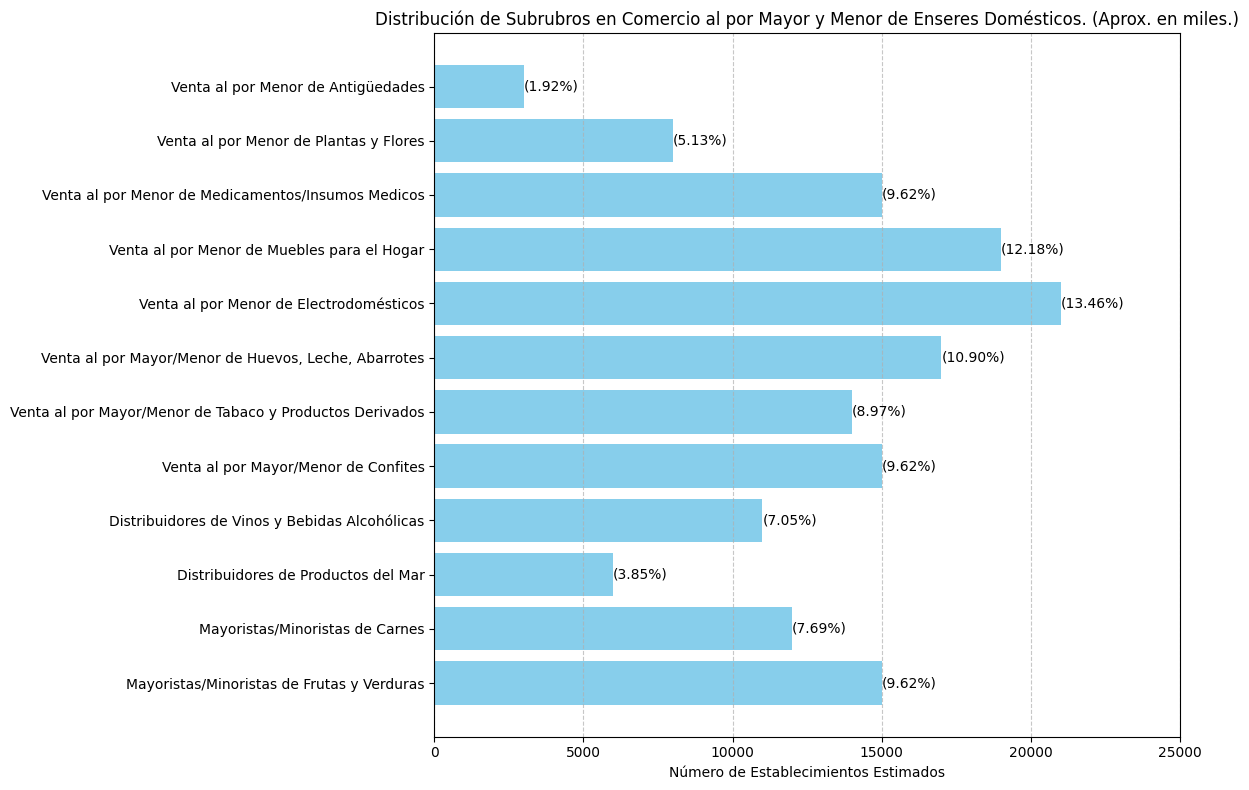 Distribución de Subrubros en Comercio al por Mayor y Menor de Enseres Domésticos. (Aprox. en miles.)
Venta al por Menor de Antigüedades (1.92%)
Venta al por Menor de Plantas y Flores (5.13%)
Venta al por Menor de Medicamentos/Insumos Medicos (9.62%)
Venta al por Menor de Muebles para el Hogar (12.18%)
Venta al por Menor de Electrodomésticos (13.46%)
Venta al por Mayor/Menor de Huevos, Leche, Abarrotes (10.90%)
Venta al por Mayor/Menor de Tabaco y Productos Derivados (8.97%)
Venta al por Mayor/Menor de Confites (9.62%)
Distribuidores de Vinos y Bebidas Alcohólicas (7.05%)
Distribuidores de Productos del Mar (3.85%)
Mayoristas/Minoristas de Carnes (7.69%)
Mayoristas/Minoristas de Frutas y Verduras (9.62%)
0 5000 10000 15000 20000 25000
Número de Establecimientos Estimados